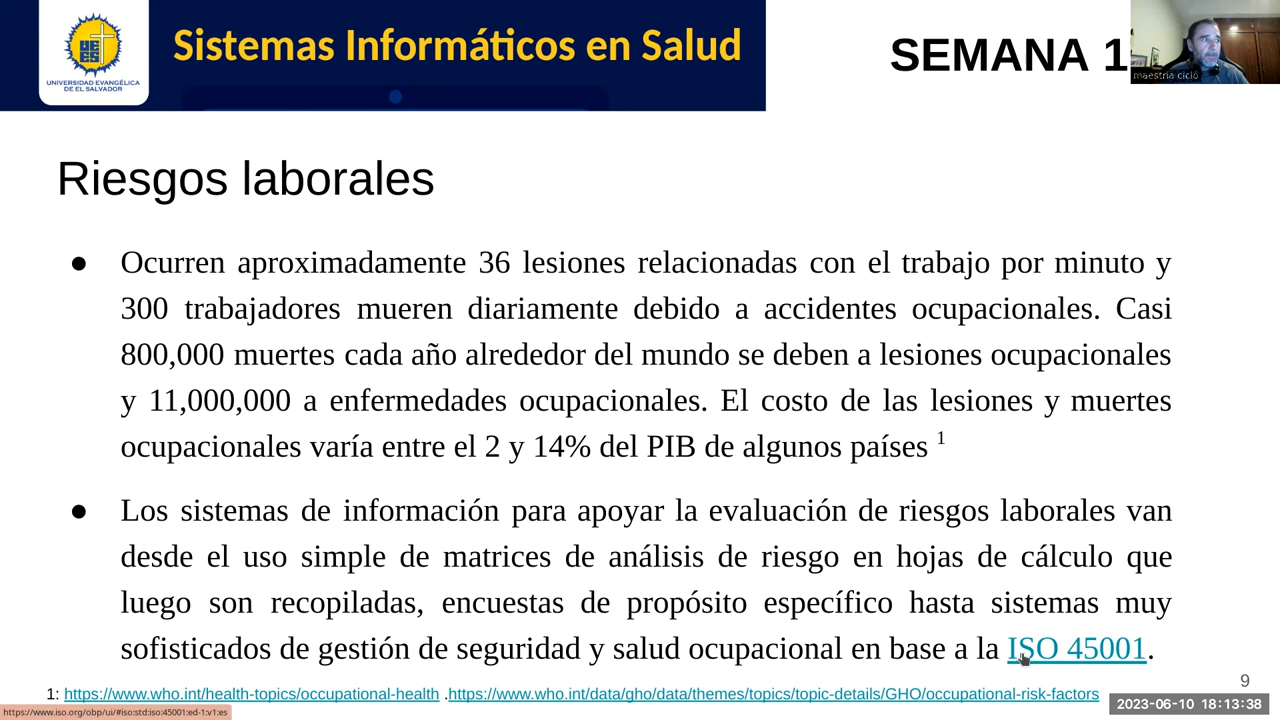 Sistemas Informáticos en Salud
UNIVERSIDAD EVANGÉLICA
DE EL SALVADOR
SEMANA 1
maestria ciclo
Riesgos laborales
● Ocurren aproximadamente 36 lesiones relacionadas con el trabajo por minuto y
300 trabajadores mueren diariamente debido a accidentes ocupacionales. Casi
800,000 muertes cada año alrededor del mundo se deben a lesiones ocupacionales
y 11,000,000 a enfermedades ocupacionales. El costo de las lesiones y muertes
ocupacionales varía entre el 2 y 14% del PIB de algunos países 1
● Los sistemas de información para apoyar la evaluación de riesgos laborales van
desde el uso simple de matrices de análisis de riesgo en hojas de cálculo que
luego son recopiladas, encuestas de propósito específico hasta sistemas muy
sofisticados de gestión de seguridad y salud ocupacional en base a la ISO 45001.
9
1: https://www.who.int/health-topics/occupational-health .https://www.who.int/data/gho/data/themes/topics/topic-details/GHO/occupational-risk-factors
2023-06-10 18:13:38
https://www.iso.org/obp/ui/#iso:std:iso:45001:ed-1:v1:es